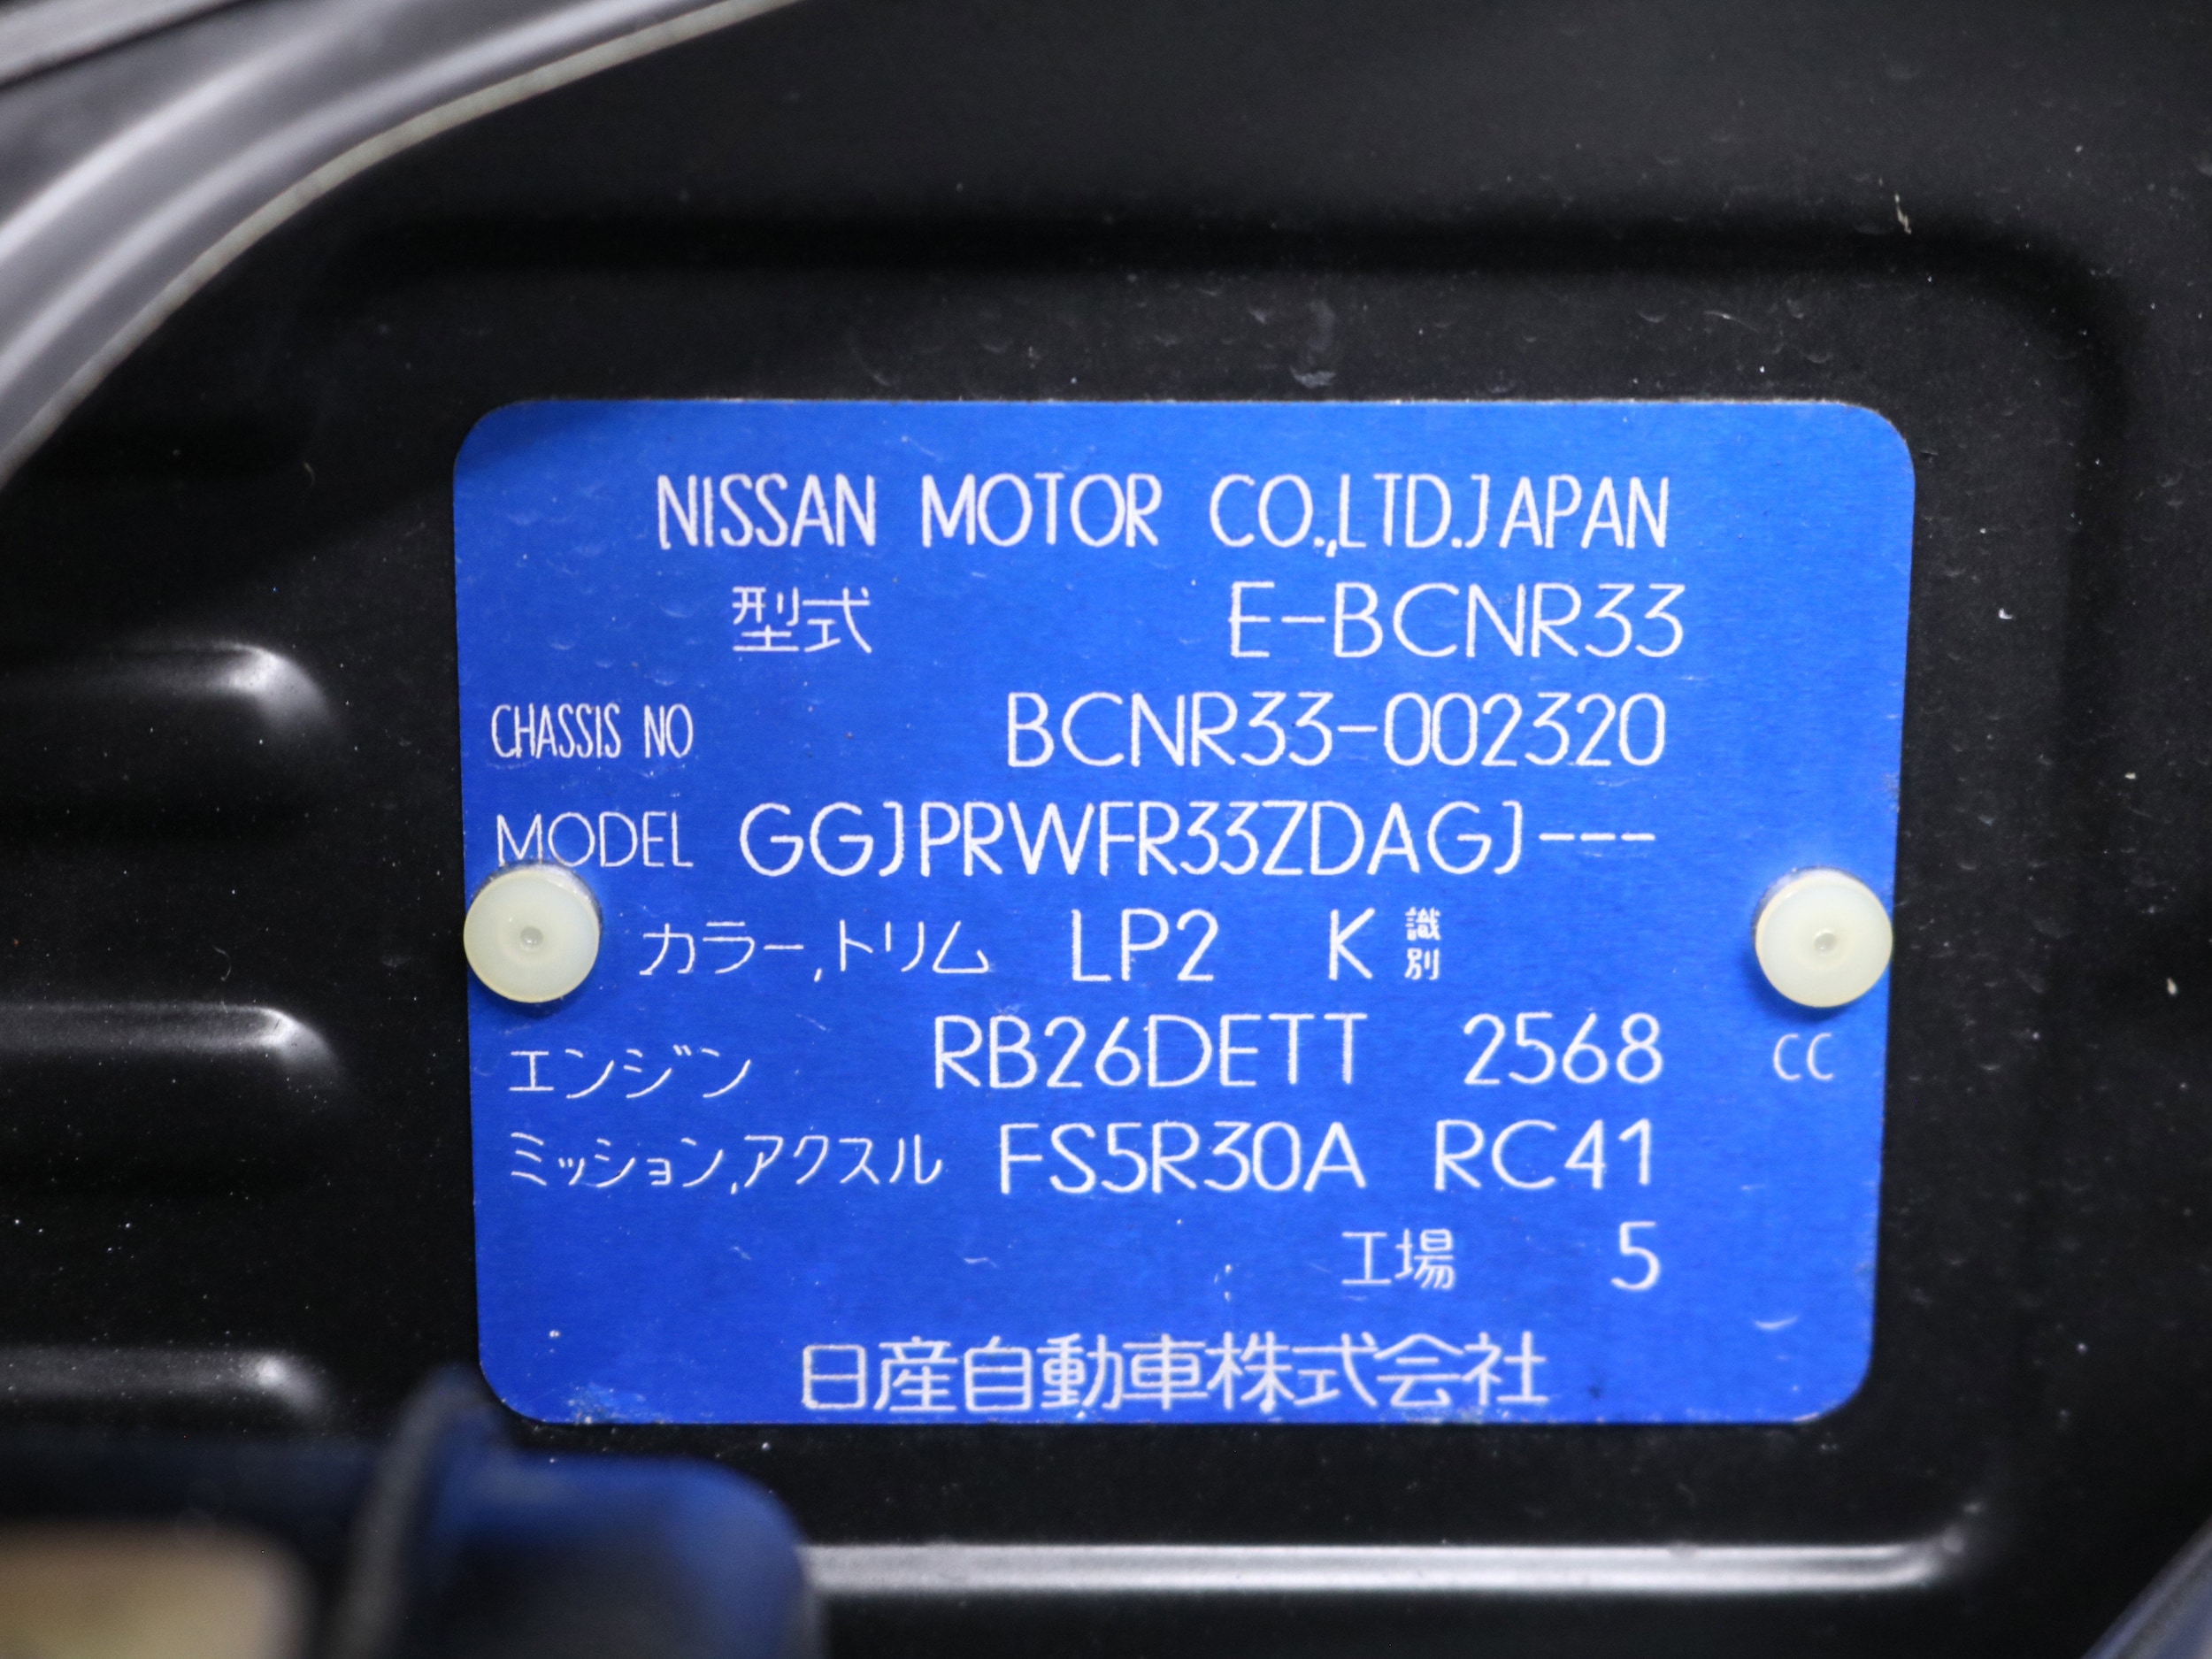 NISSAN MOTOR CO.,LTD.JAPAN
型式 E-BCNR33
CHASSIS NO BCNR33-002320
MODEL GGJPRWFR33ZDAGJ---
カラー,トリム LP2 K 識別
エンジン RB26DETT 2568 CC
ミッション,アクスル FS5R30A RC41
工場 5
日産自動車株式会社